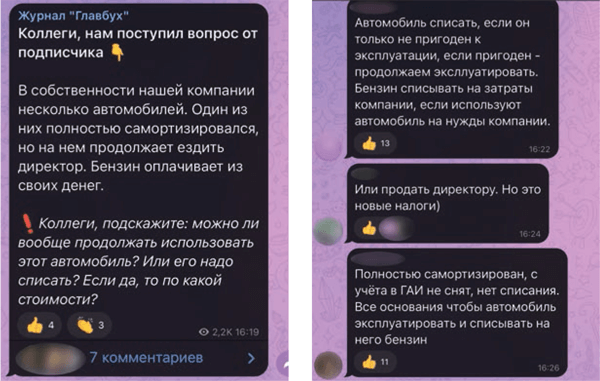 Журнал "Главбух"
Коллеги, нам поступил вопрос от
подписчика 👇
В собственности нашей компании
несколько автомобилей. Один из
них полностью самортизировался,
но на нем продолжает ездить
директор. Бензин оплачивает из
своих денег.
❗ Коллеги, подскажите: можно ли
вообще продолжать использовать
этот автомобиль? Или его надо
списать? Если да, то по какой
стоимости?
👍 4 👏 3 2,2K 16:19
7 комментариев
Автомобиль списать, если он
только не пригоден к
эксплуатации, если пригоден -
продолжаем эксллуатировать.
Бензин списывать на затраты
компании, если используют
автомобиль на нужды компании.
👍 13 16:22
Или продать директору. Но это
новые налоги)
👍 16:24
Полностью самортизирован, с
учёта в ГАИ не снят, нет списания.
Все основания чтобы автомобиль
эксплуатировать и списывать на
него бензин
👍 11 16:26